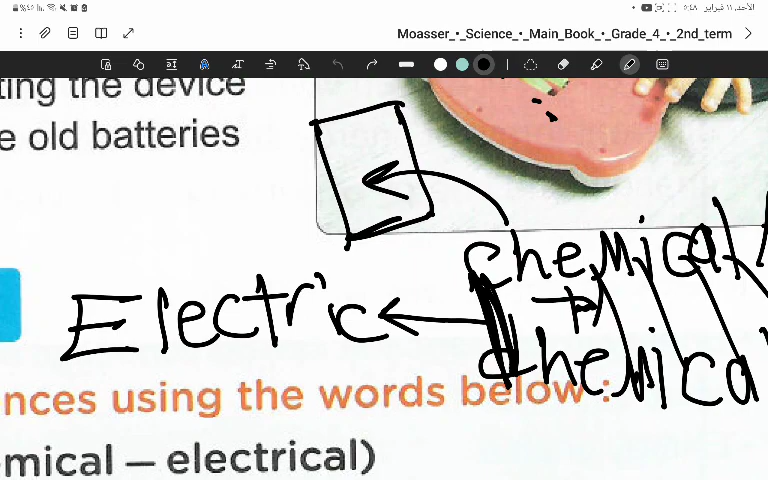 الأحد، ١١ فبراير ٦:٤٨
Moasser_•_Science_•_Main_Book_•_Grade_4_•_2nd_term
ting the device
e old batteries
chemical
Electric
chemical
nces using the words below :
mical – electrical)